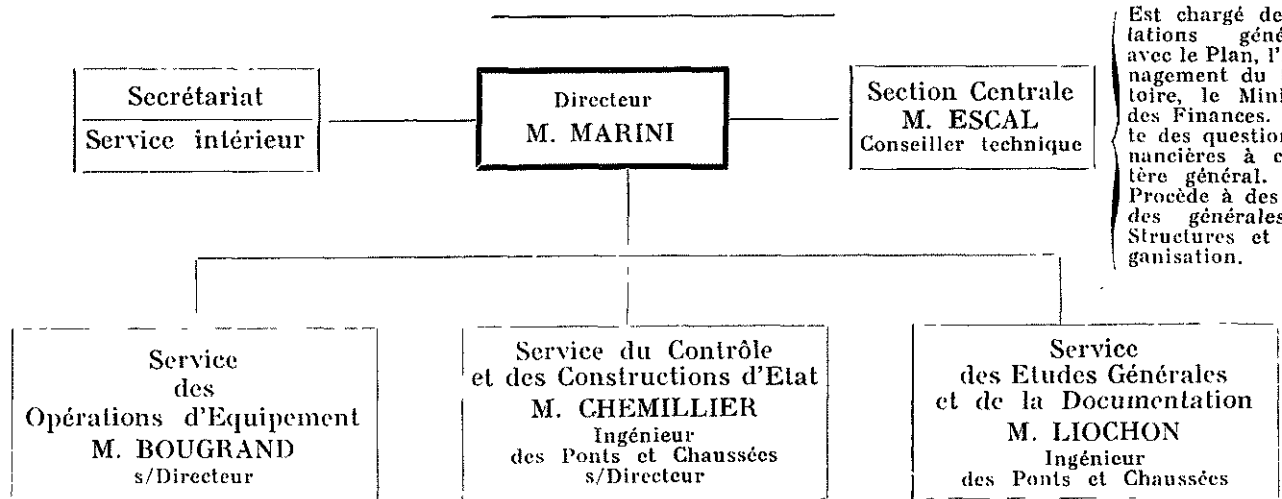 Secrétariat
Service intérieur
Directeur
M. MARINI
Section Centrale
M. ESCAL
Conseiller technique
Est chargé de
lations géné
avec le Plan, l'
nagement du
toire, le Mini
des Finances.
te des question
nancières à c
tère général.
Procède à des
des générales
Structures et
ganisation.
Service
des
Opérations d'Equipement
M. BOUGRAND
s/Directeur
Service du Contrôle
et des Constructions d'Etat
M. CHEMILLIER
Ingénieur
des Ponts et Chaussées
s/Directeur
Service
des Etudes Générales
et de la Documentation
M. LIOCHON
Ingénieur
des Ponts et Chaussées